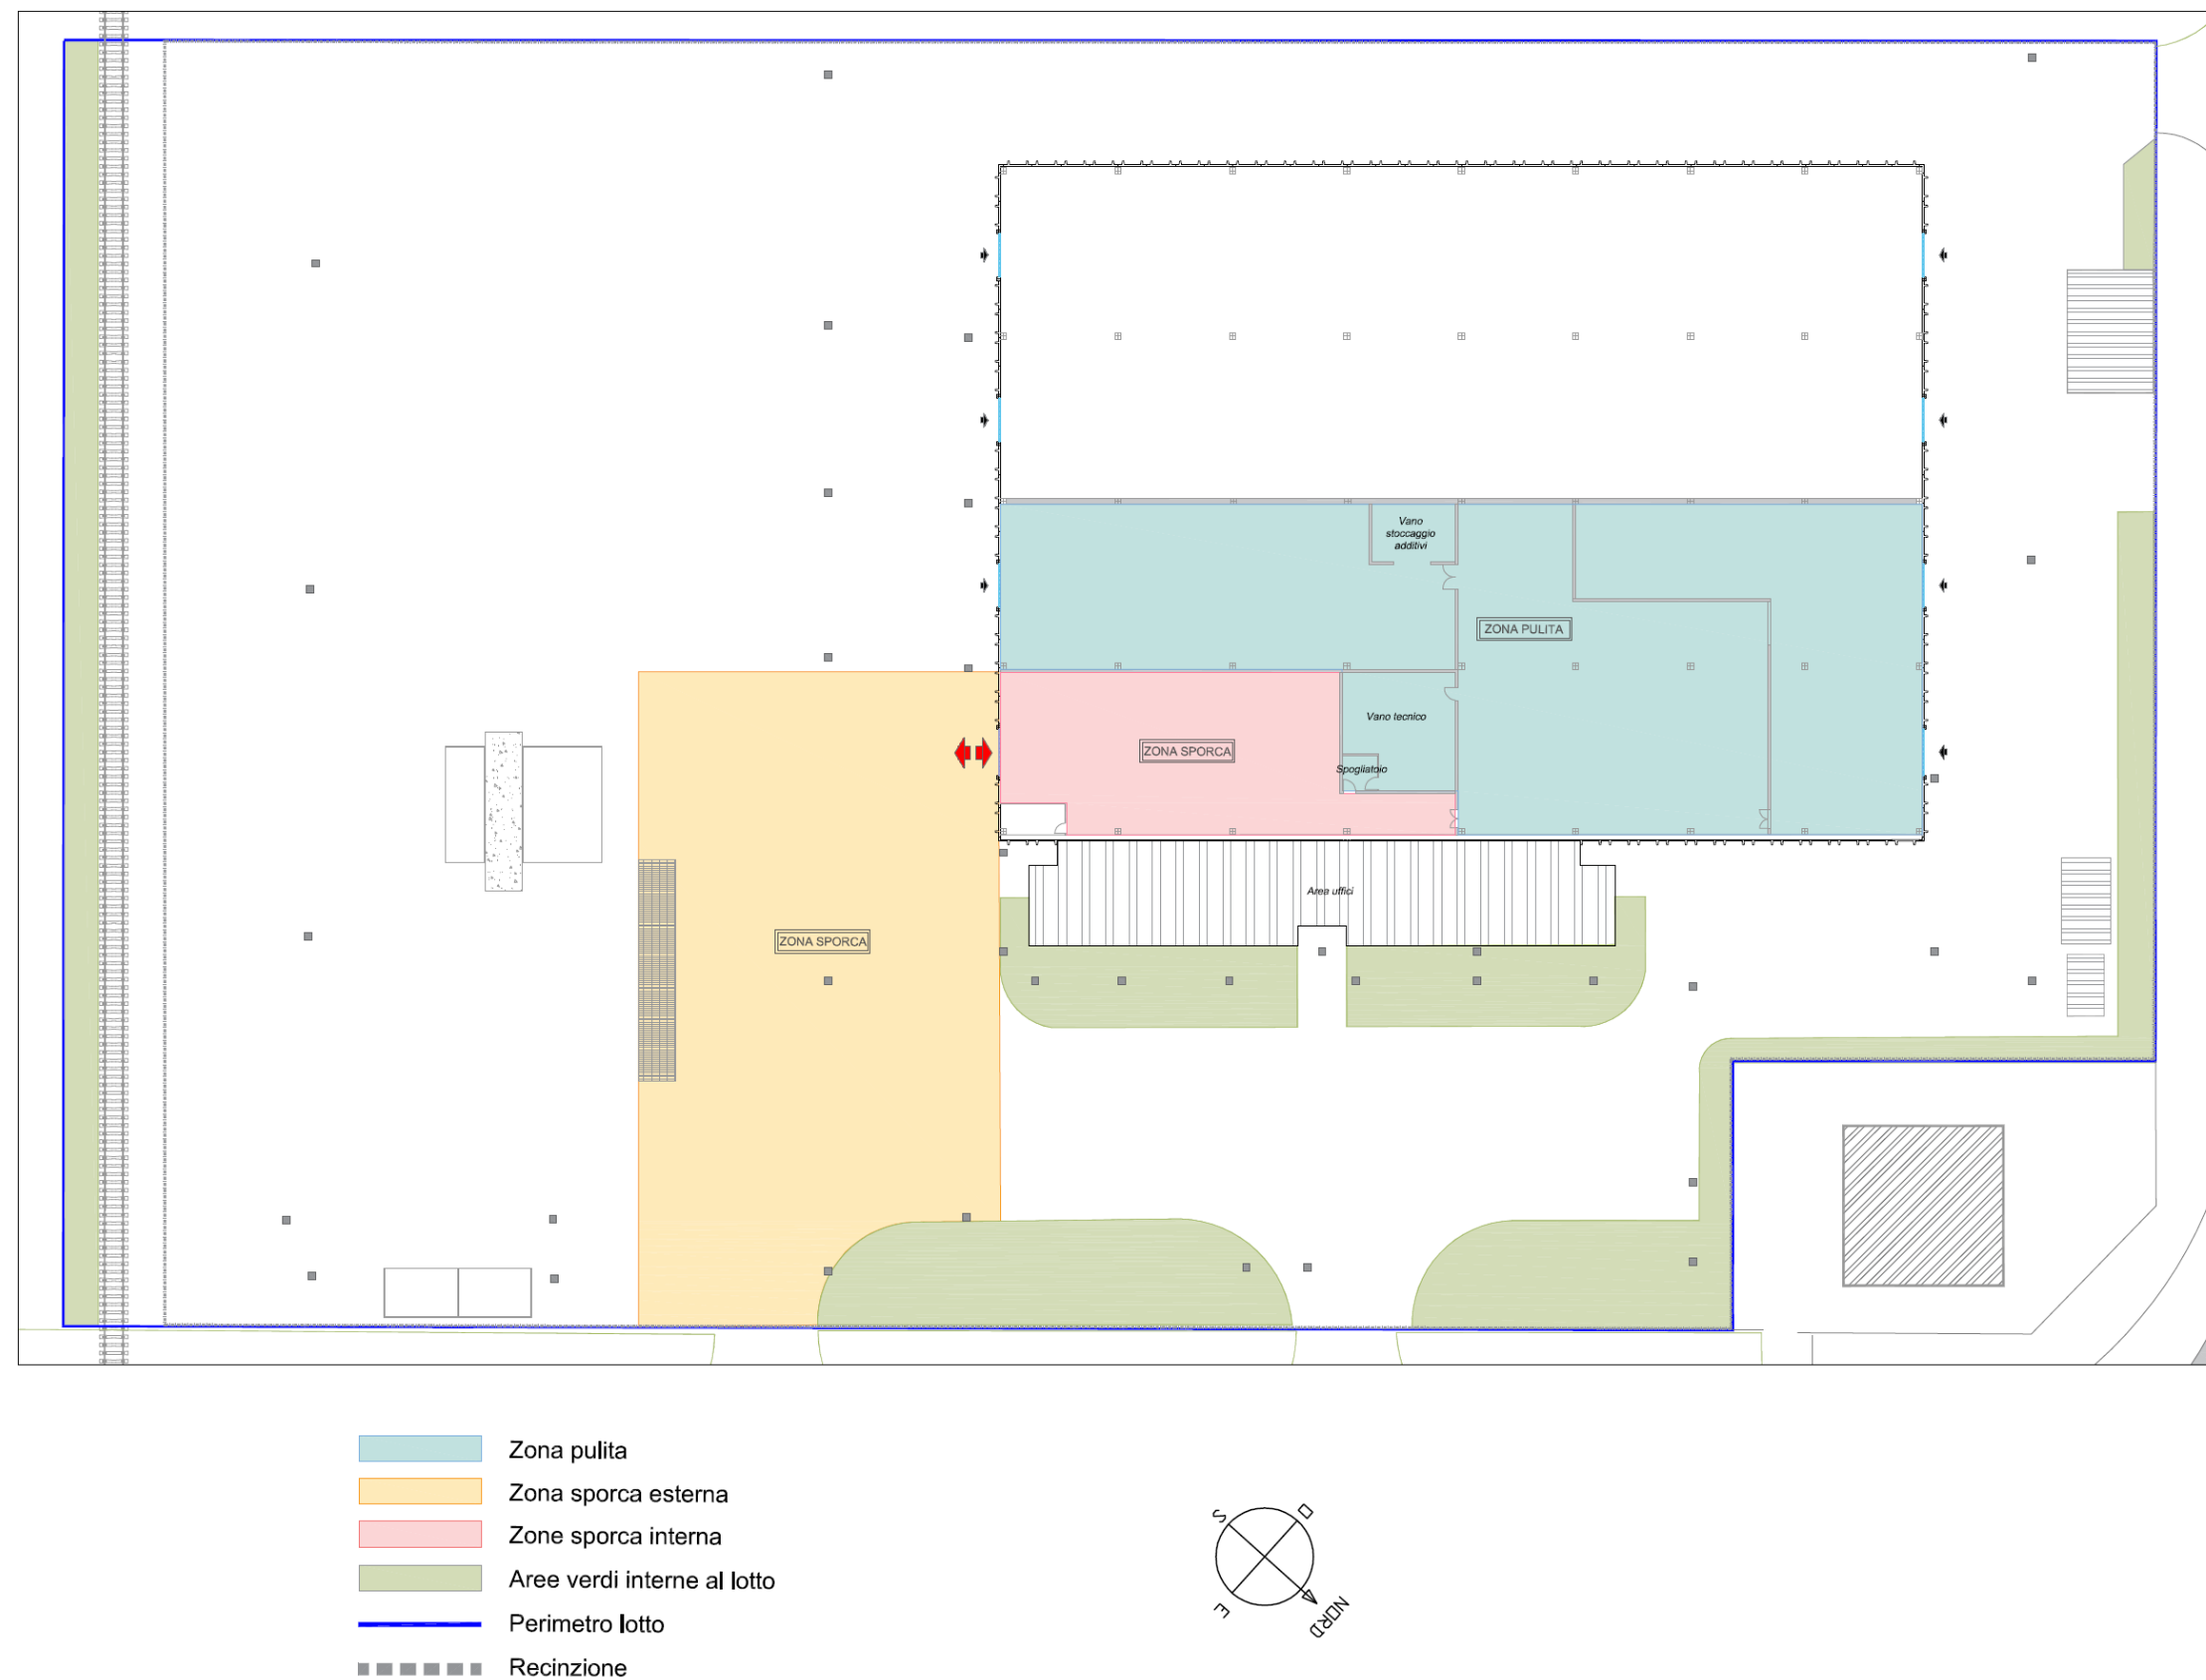 Vano
stoccaggio
additivi
ZONA PULITA
Vano tecnico
ZONA SPORCA
Spogliatoio
Area uffici
ZONA SPORCA
Zona pulita
Zona sporca esterna
Zone sporca interna
Aree verdi interne al lotto
Perimetro lotto
Recinzione
S
O
E
NORD